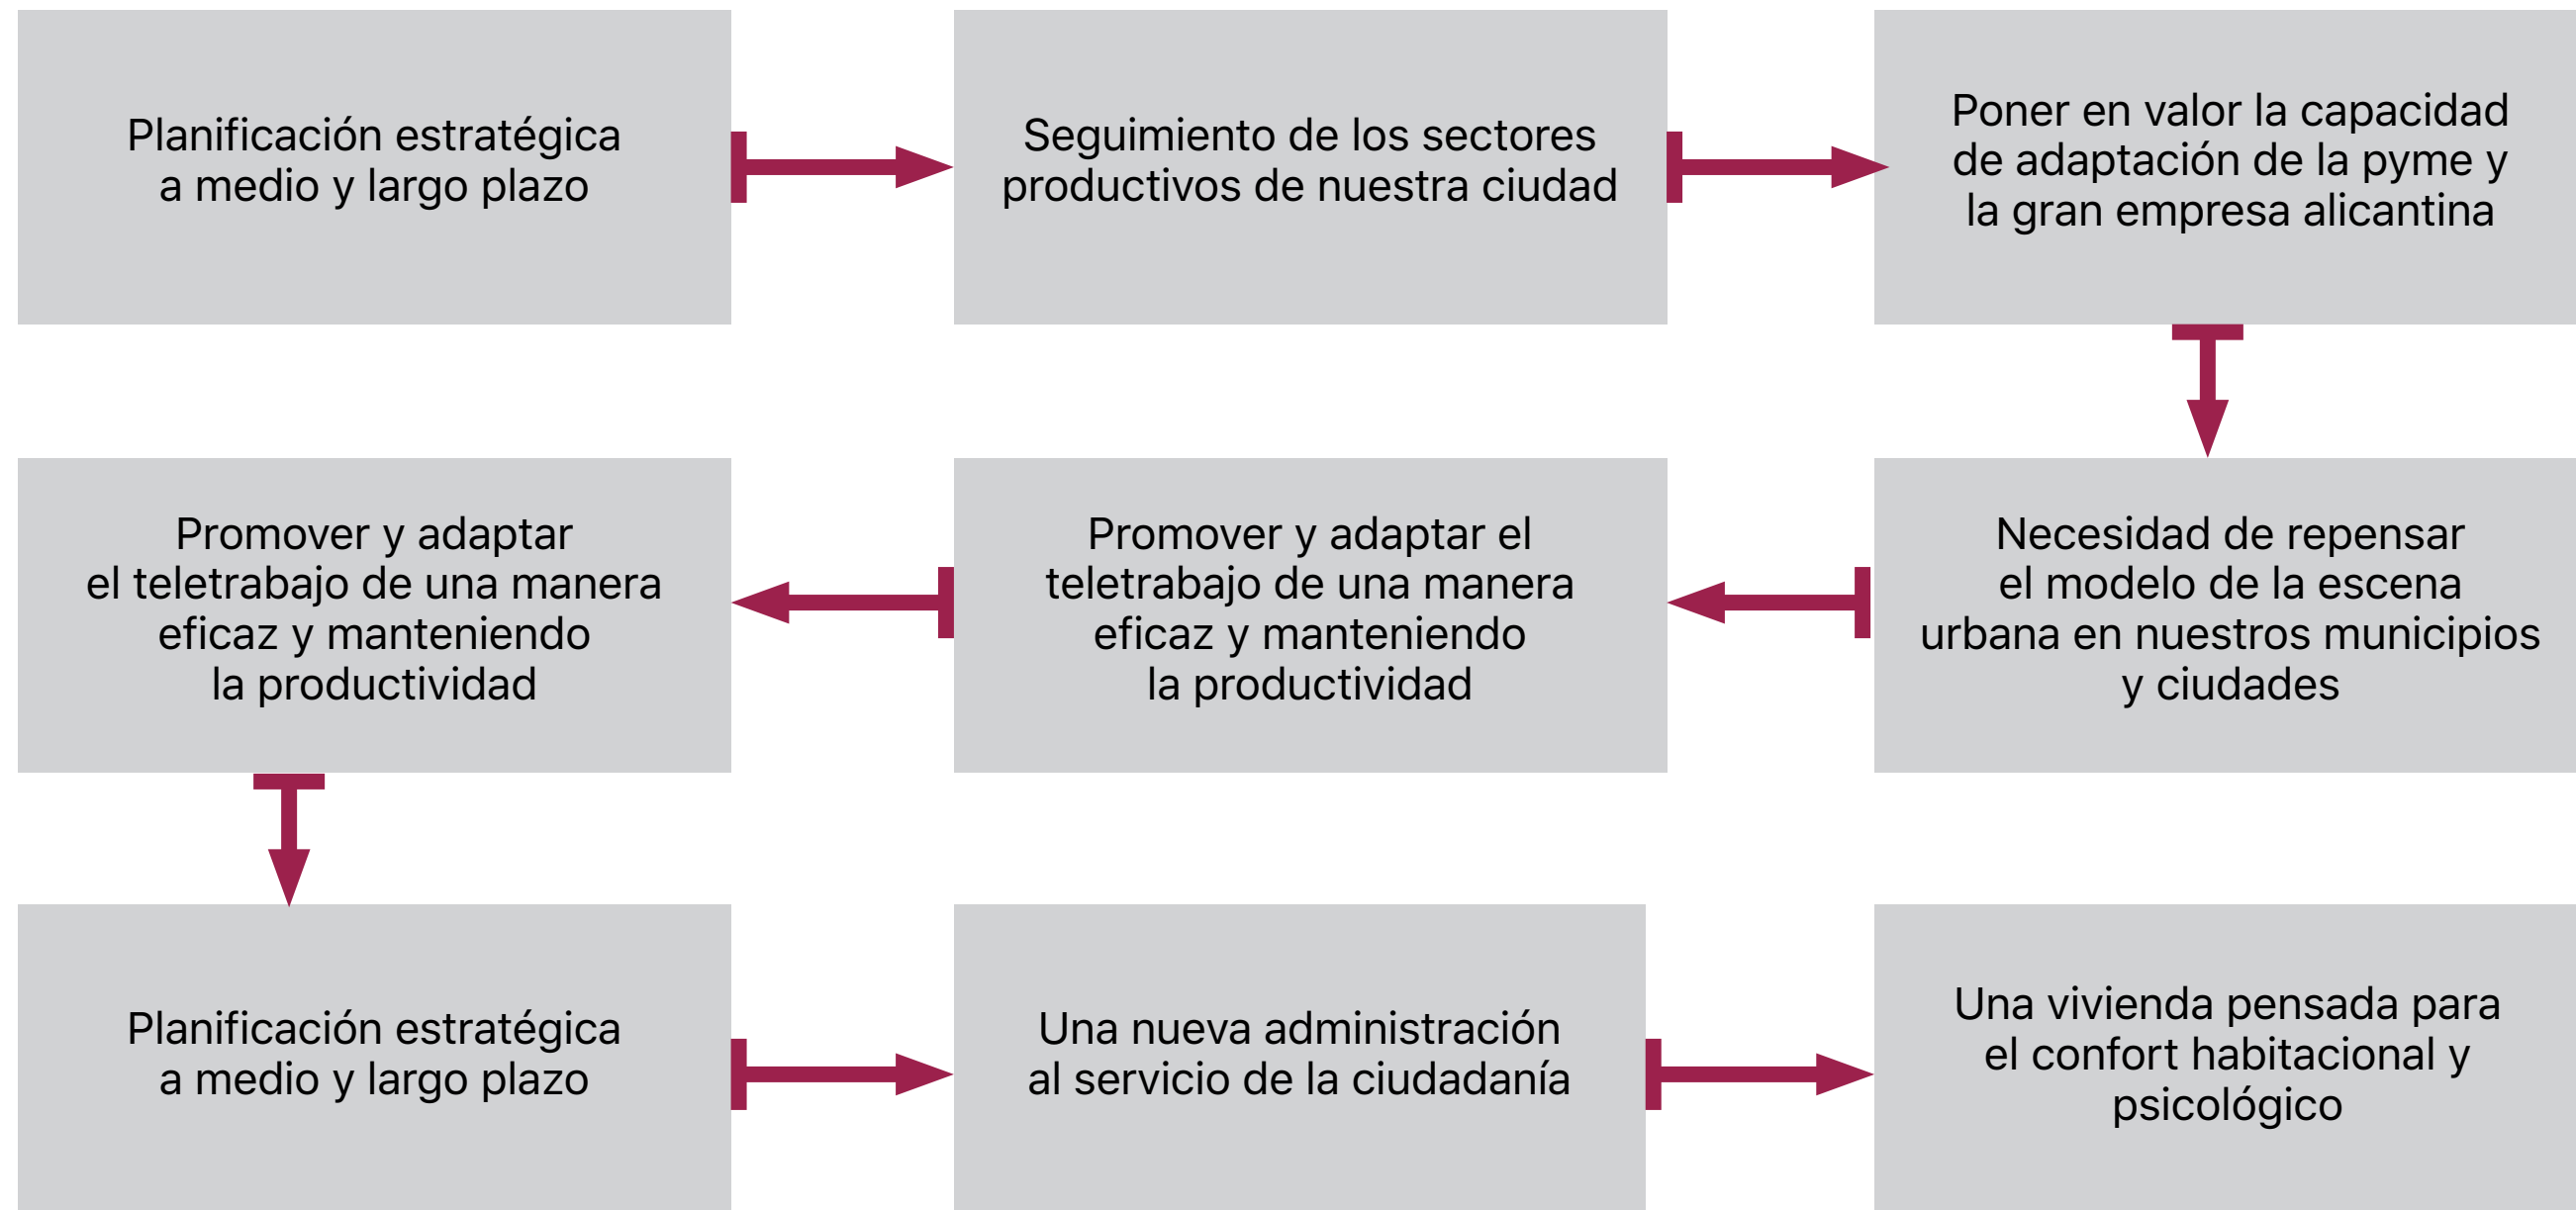 Planificación estratégica
a medio y largo plazo
Seguimiento de los sectores
productivos de nuestra ciudad
Poner en valor la capacidad
de adaptación de la pyme y
la gran empresa alicantina
Necesidad de repensar
el modelo de la escena
urbana en nuestros municipios
y ciudades
Promover y adaptar el
teletrabajo de una manera
eficaz y manteniendo
la productividad
Promover y adaptar
el teletrabajo de una manera
eficaz y manteniendo
la productividad
Planificación estratégica
a medio y largo plazo
Una nueva administración
al servicio de la ciudadanía
Una vivienda pensada para
el confort habitacional y
psicológico